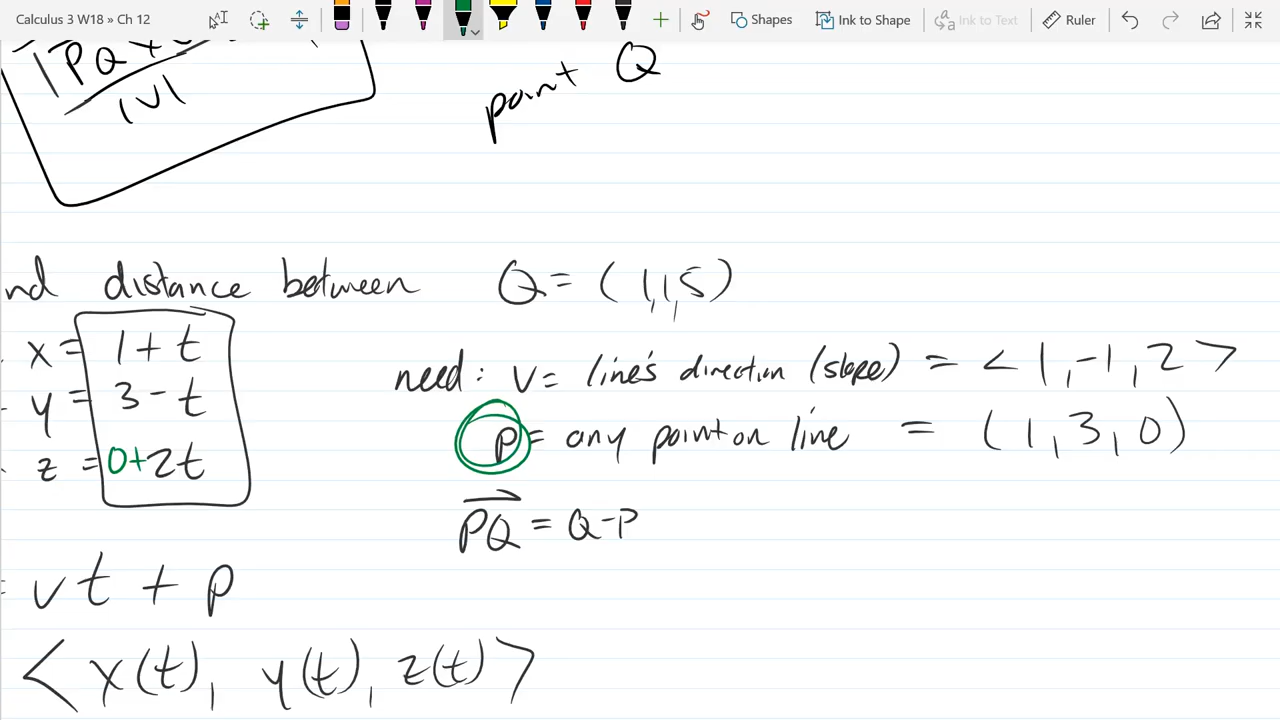 Calculus 3 W18 » Ch 12
Shapes
Ink to Shape
Ink to Text
Ruler
|V|
point Q
nd distance between Q = (1,1,5)
x = 1 + t
y = 3 - t
z = 0+2t
need: V = line's direction (slope) = < 1, -1, 2 >
P = any point on line = (1, 3, 0)
PQ = Q-P
= vt + p
< x(t), y(t), z(t) >